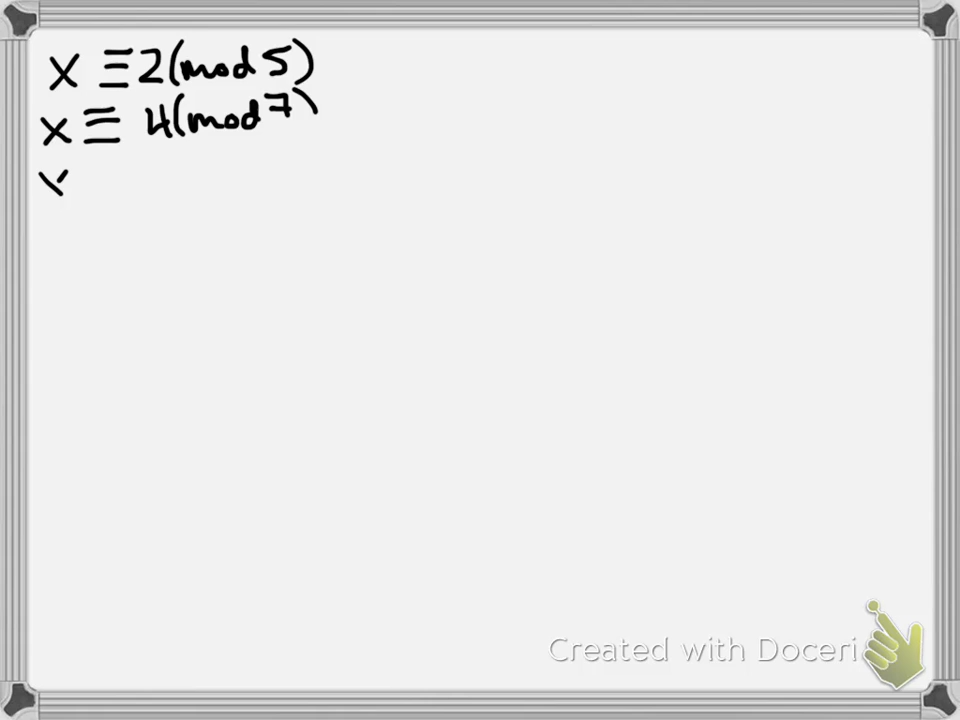 x ≡ 2(mod 5)
x ≡ 4(mod 7)
x
Created with Doceri